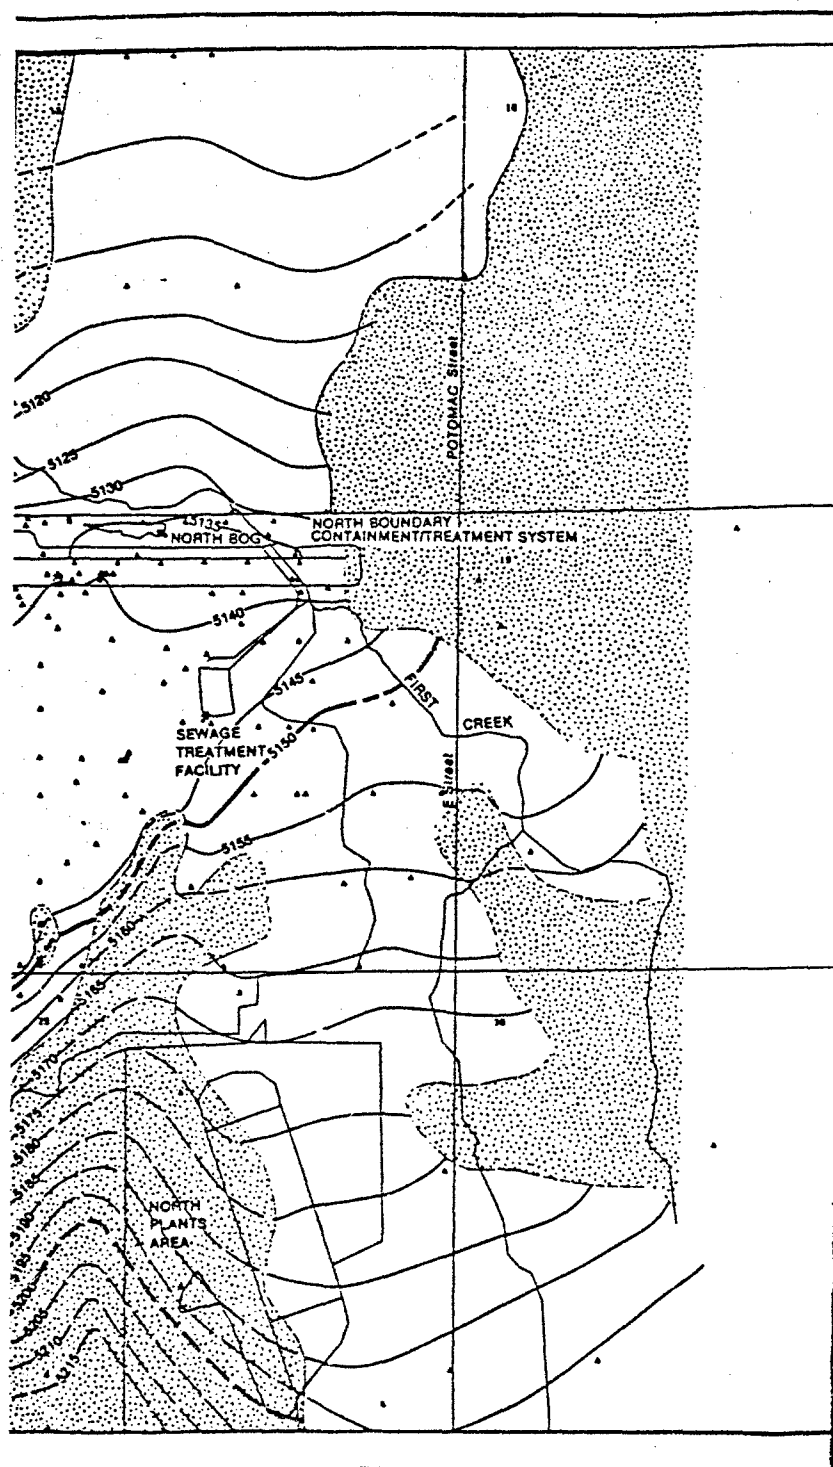 POTOMAC Street
5120
5125
5130
5135
NORTH BOG
NORTH BOUNDARY
CONTAINMENT/TREATMENT SYSTEM
19
5140
5145
FIRST
CREEK
SEWAGE
TREATMENT
FACILITY
5150
E Street
5155
5160
5165
5170
5175
5180
5185
5190
5195
5200
5205
5210
5215
NORTH
PLANTS
AREA